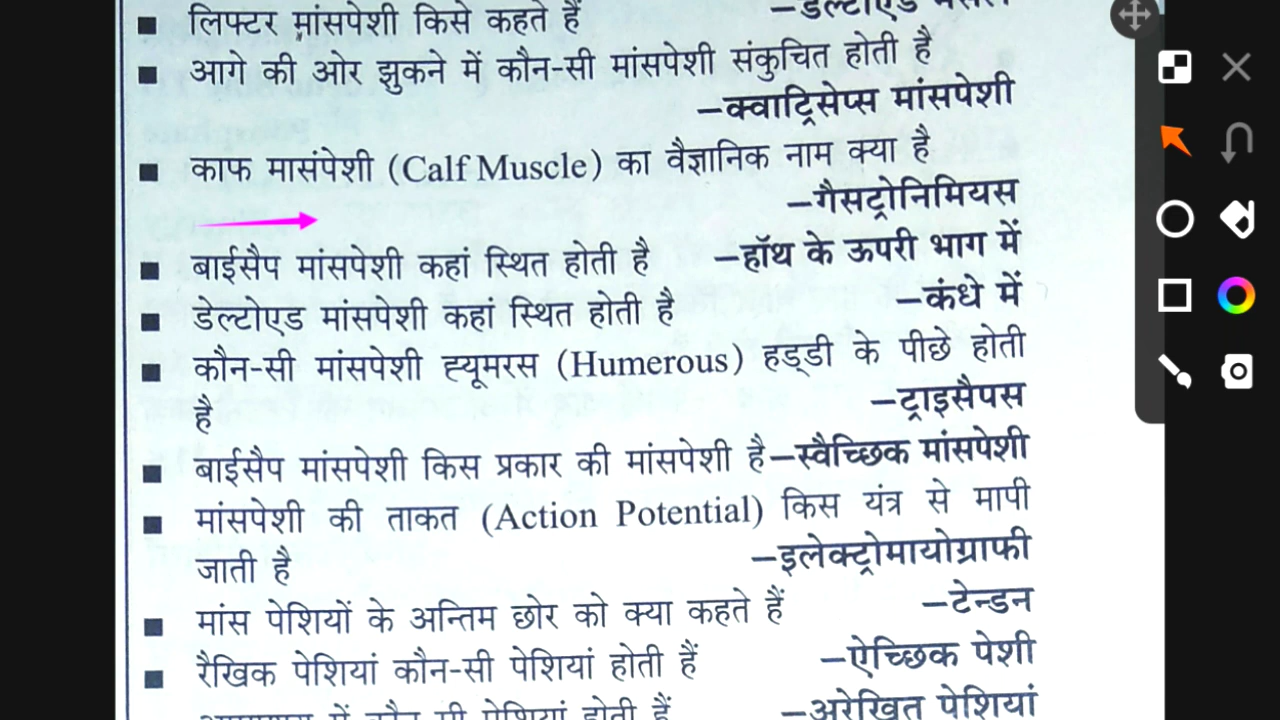 लिफ्टर मांसपेशी किसे कहते हैं –डेल्टोएड मसल
आगे की ओर झुकने में कौन-सी मांसपेशी संकुचित होती है
–क्वाट्रिसेप्स मांसपेशी
काफ मासंपेशी (Calf Muscle) का वैज्ञानिक नाम क्या है
–गैसट्रोनिमियस
बाईसैप मांसपेशी कहां स्थित होती है –हॉथ के ऊपरी भाग में
डेल्टोएड मांसपेशी कहां स्थित होती है –कंधे में
कौन-सी मांसपेशी ह्यूमरस (Humerous) हड्डी के पीछे होती
है –ट्राइसैपस
बाईसैप मांसपेशी किस प्रकार की मांसपेशी है–स्वैच्छिक मांसपेशी
मांसपेशी की ताकत (Action Potential) किस यंत्र से मापी
जाती है –इलेक्ट्रोमायोग्राफी
मांस पेशियों के अन्तिम छोर को क्या कहते हैं –टेन्डन
रैखिक पेशियां कौन-सी पेशियां होती हैं –ऐच्छिक पेशी
में कौन सी पेशियां होती हैं –अरेखित पेशियां